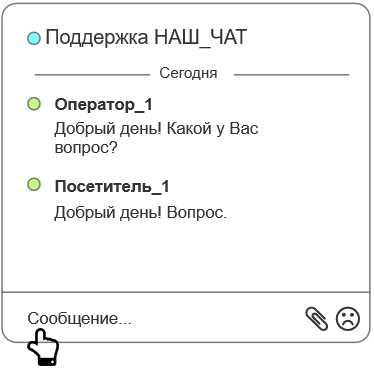 Поддержка НАШ_ЧАТ
Сегодня
Оператор_1
Добрый день! Какой у Вас
вопрос?
Посетитель_1
Добрый день! Вопрос.
Сообщение...